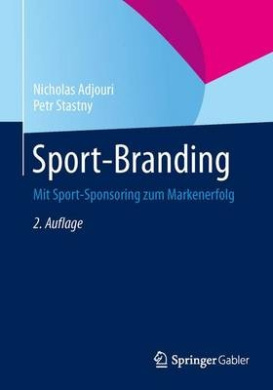 Nicholas Adjouri
Petr Stastny
Sport-Branding
Mit Sport-Sponsoring zum Markenerfolg
2. Auflage
Springer Gabler